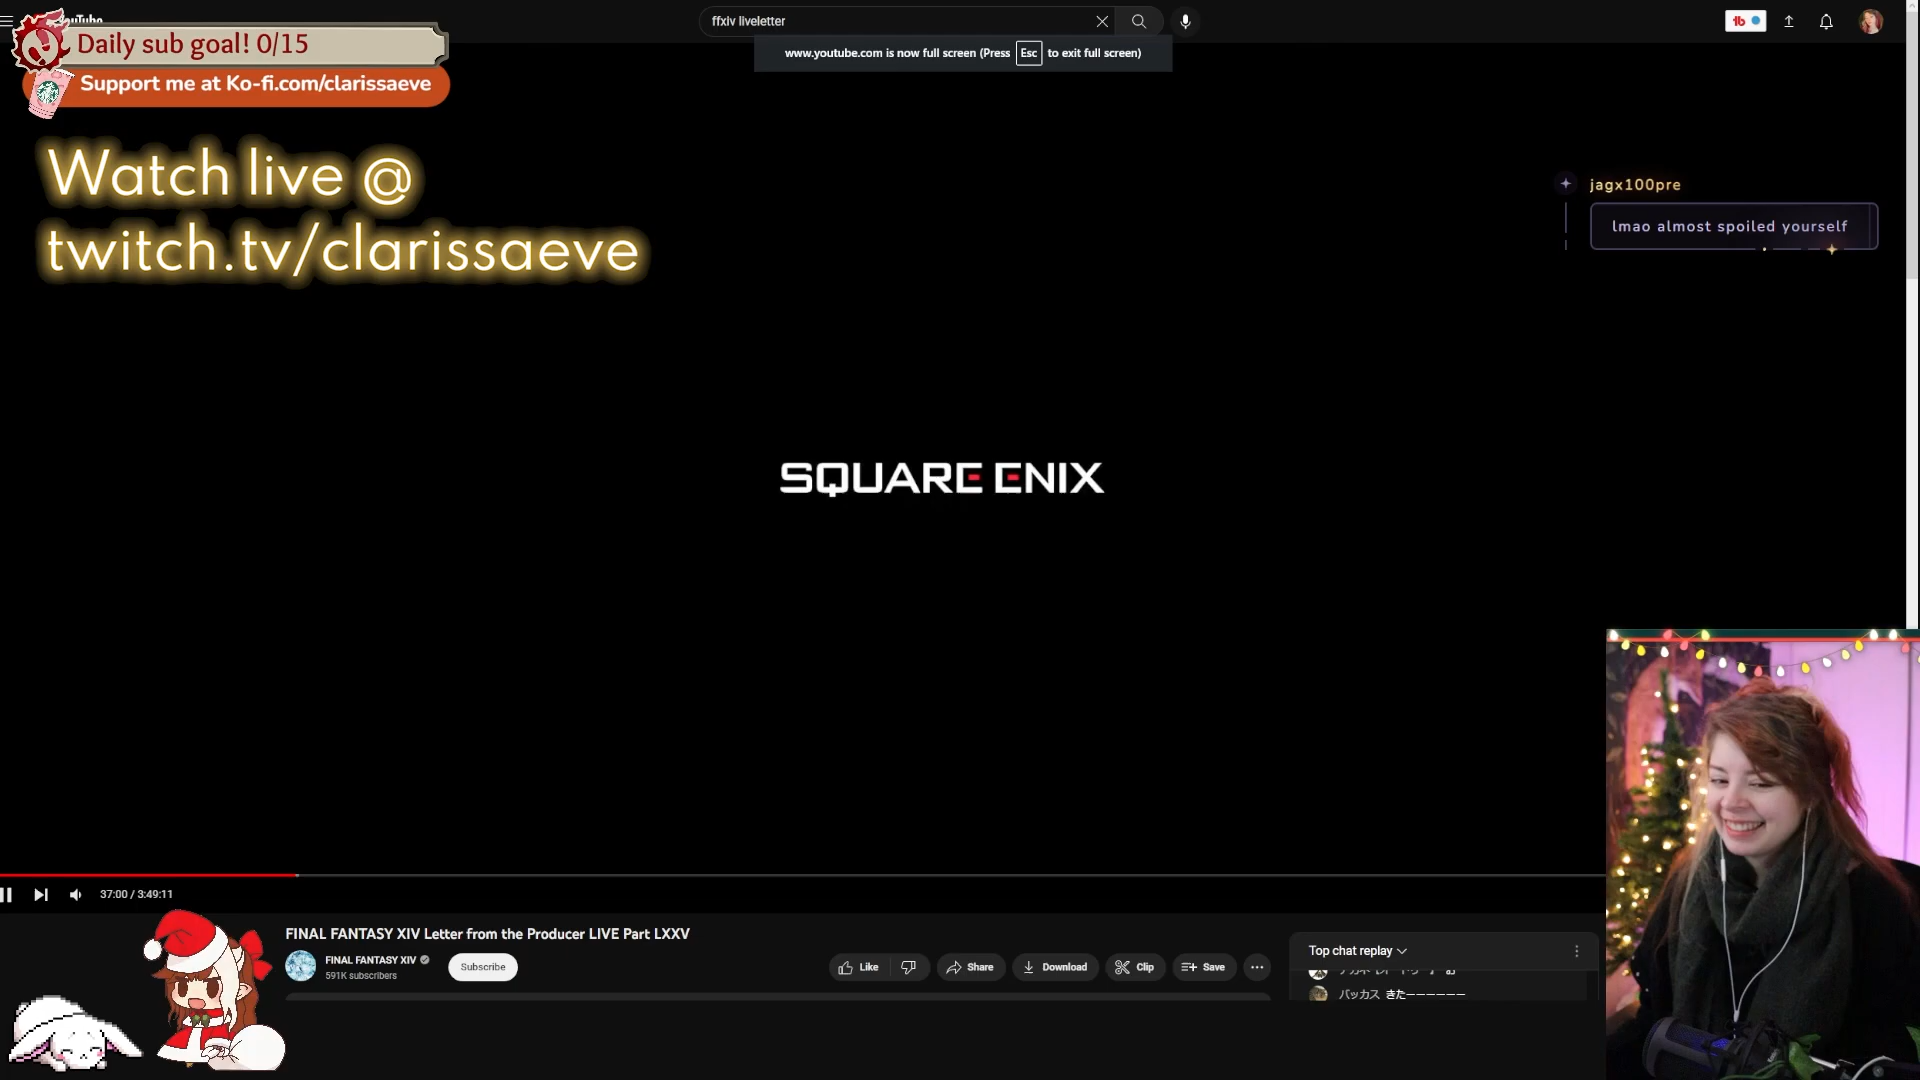 YouTube
ffxiv liveletter
www.youtube.com is now full screen (Press Esc to exit full screen)
Daily sub goal! 0/15
Support me at Ko-fi.com/clarissaeve
Watch live @
twitch.tv/clarissaeve
jagx100pre
lmao almost spoiled yourself
SQUARE ENIX
37:00 / 3:49:11
FINAL FANTASY XIV Letter from the Producer LIVE Part LXXV
FINAL FANTASY XIV
591K subscribers
Subscribe
Like
Share
Download
Clip
Save
Top chat replay
バッカス きたーーーーーー